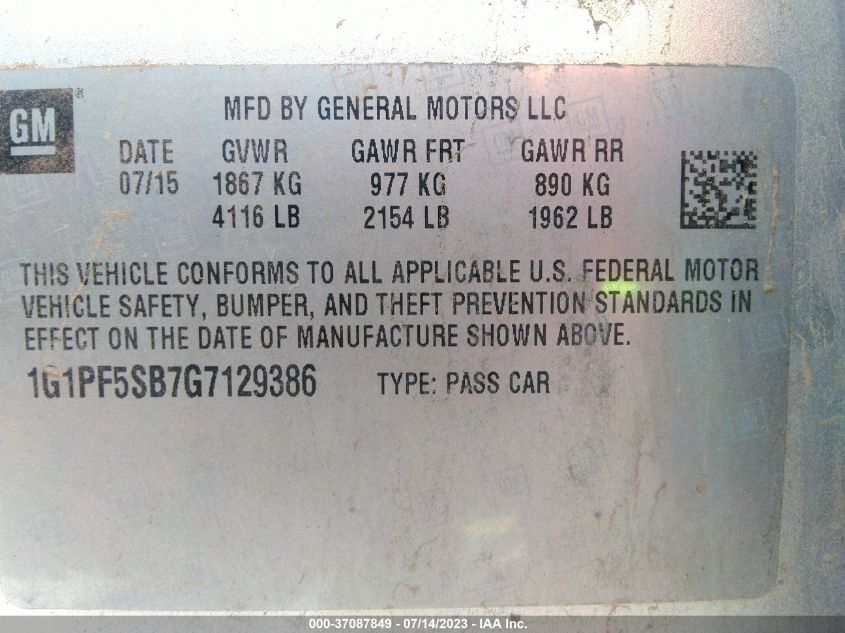 GM ®
MFD BY GENERAL MOTORS LLC
DATE GVWR GAWR FRT GAWR RR
07/15 1867 KG 977 KG 890 KG
4116 LB 2154 LB 1962 LB
THIS VEHICLE CONFORMS TO ALL APPLICABLE U.S. FEDERAL MOTOR
VEHICLE SAFETY, BUMPER, AND THEFT PREVENTION STANDARDS IN
EFFECT ON THE DATE OF MANUFACTURE SHOWN ABOVE.
1G1PF5SB7G7129386 TYPE: PASS CAR
000-37087849 - 07/14/2023 - IAA Inc.